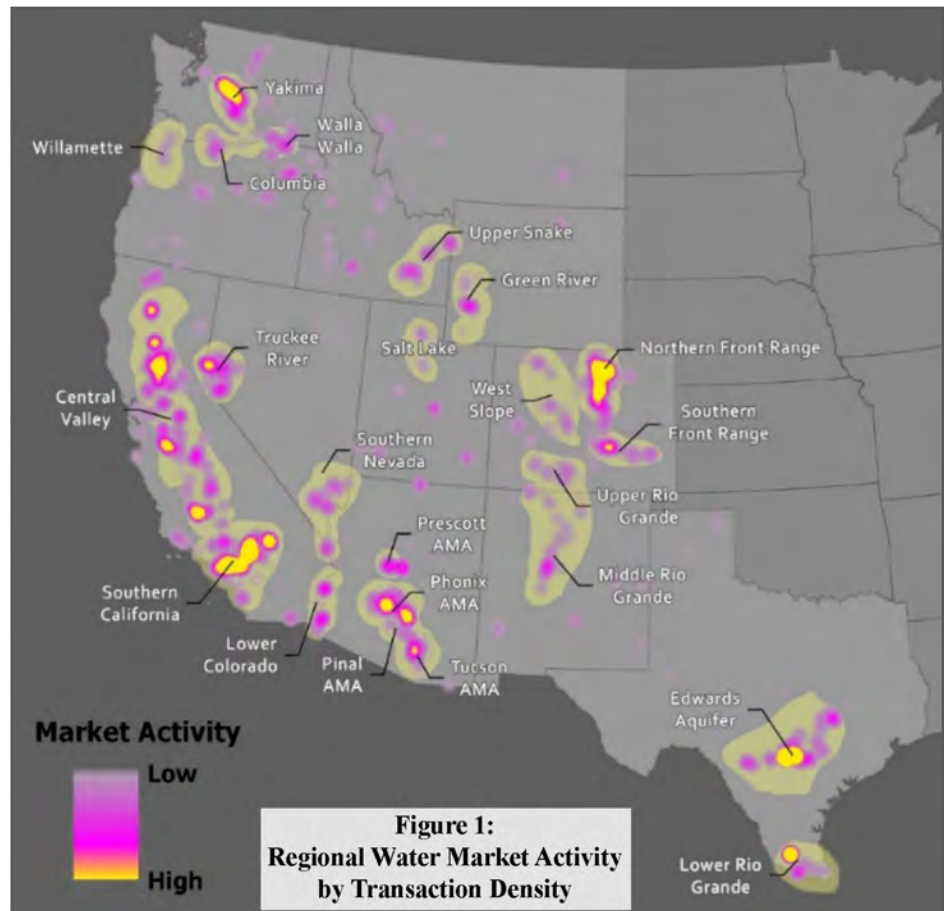 Yakima
Willamette
Walla
Walla
Columbia
Upper Snake
Green River
Truckee
River
Salt Lake
Northern Front Range
West
Slope
Central
Valley
Southern
Front Range
Southern
Nevada
Upper Rio
Grande
Prescott
AMA
Phonix
AMA
Middle Rio
Grande
Southern
California
Lower
Colorado
Pinal
AMA
Tucson
AMA
Edwards
Aquifer
Market Activity
Low
High
Figure 1:
Regional Water Market Activity
by Transaction Density
Lower Rio
Grande